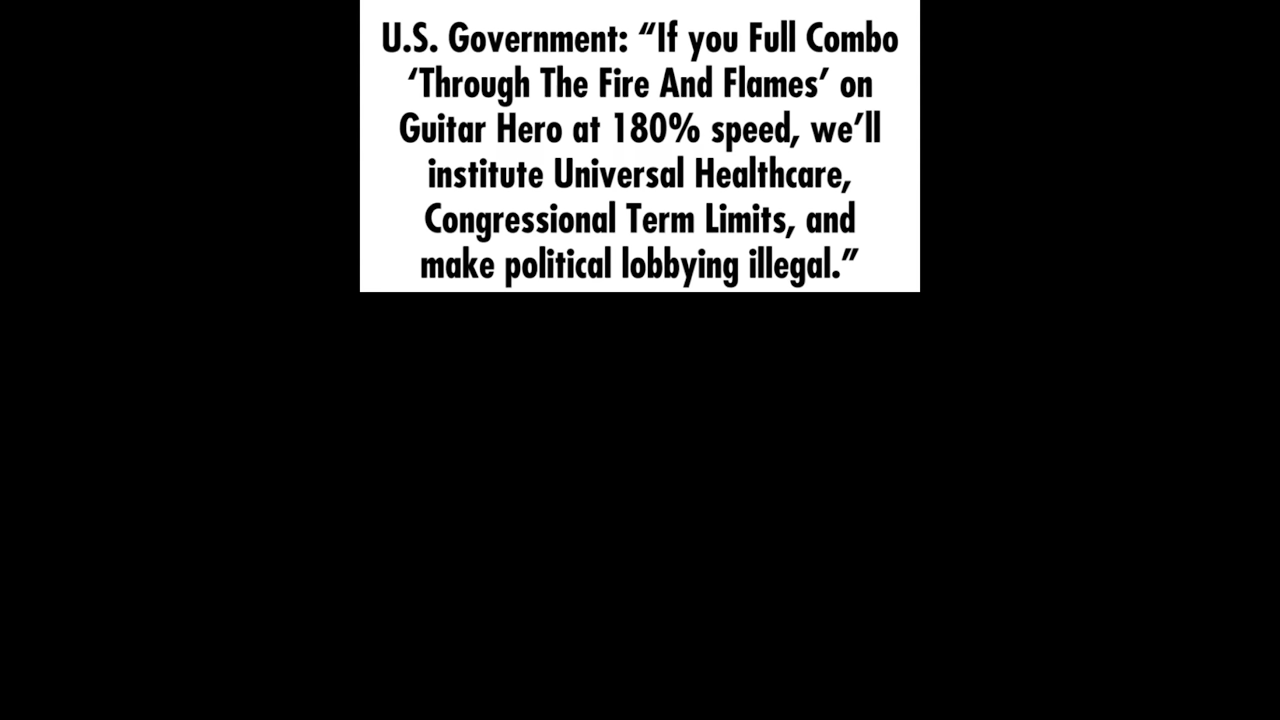 U.S. Government: “If you Full Combo
‘Through The Fire And Flames’ on
Guitar Hero at 180% speed, we’ll
institute Universal Healthcare,
Congressional Term Limits, and
make political lobbying illegal.”